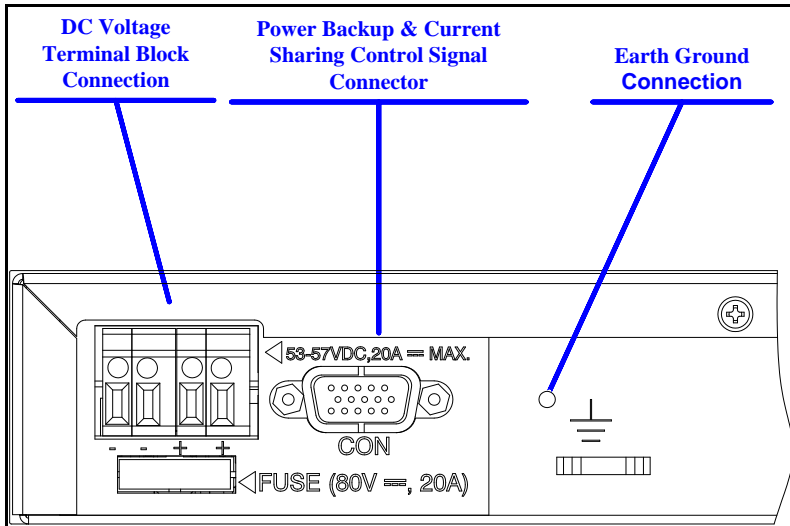 DC Voltage
Terminal Block
Connection
Power Backup & Current
Sharing Control Signal
Connector
Earth Ground
Connection
53-57VDC,20A ⎓ MAX.
CON
- - + +
FUSE (80V ⎓, 20A)